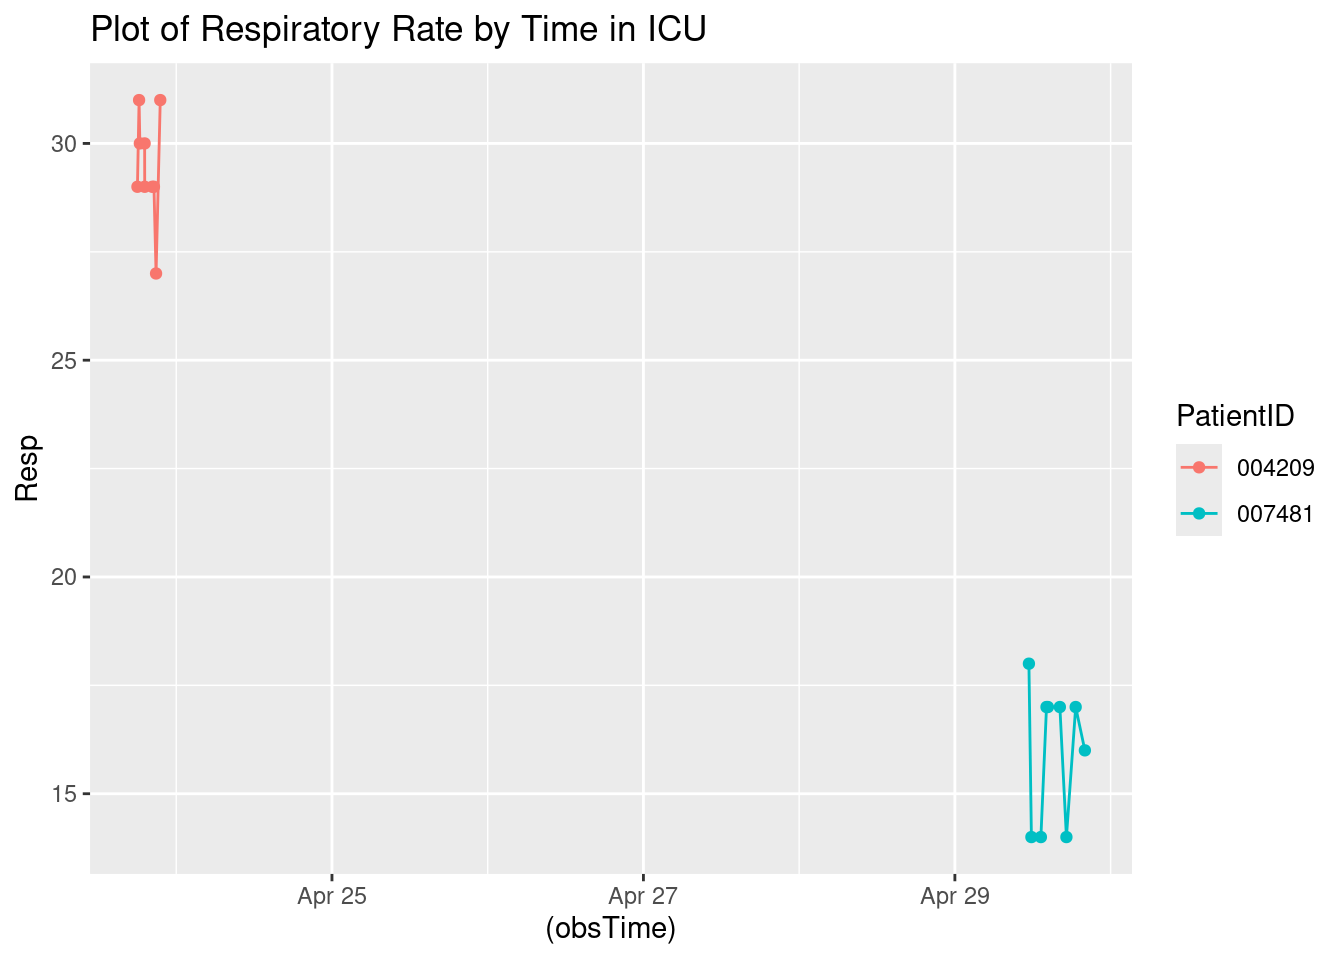 Plot of Respiratory Rate by Time in ICU
30
25
20
15
Resp
Apr 25
Apr 27
Apr 29
(obsTime)
PatientID
004209
007481